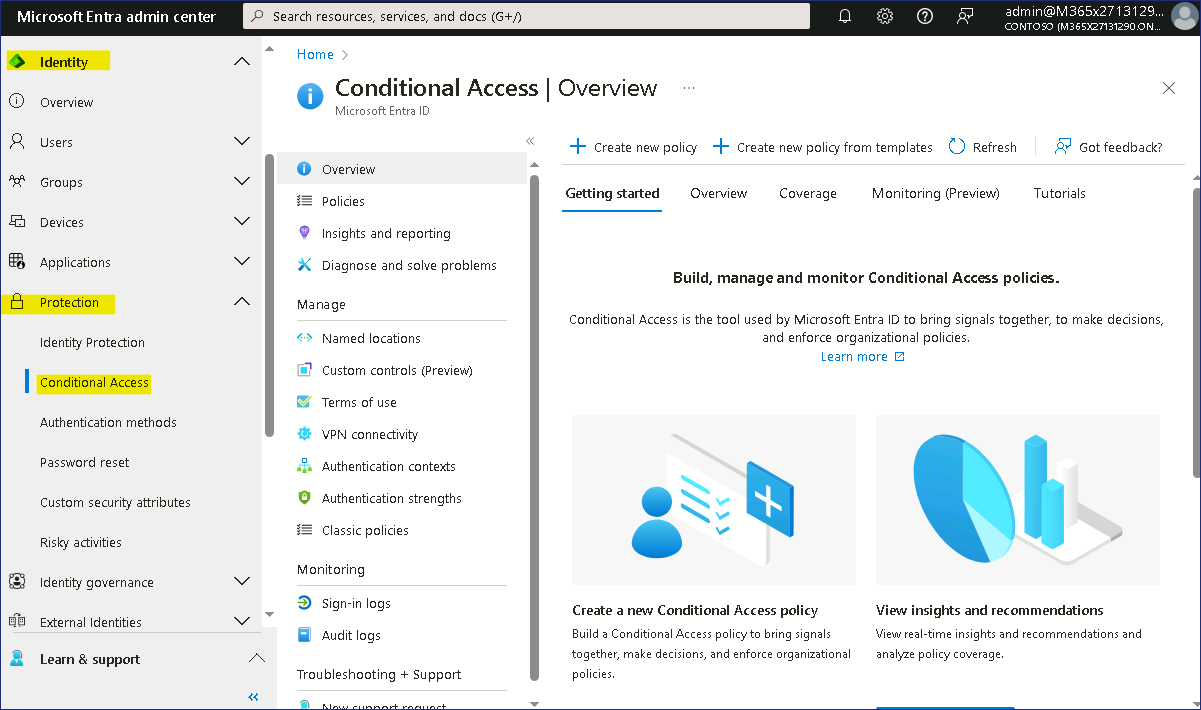 Microsoft Entra admin center
Search resources, services, and docs (G+/)
admin@M365x2713129...
CONTOSO (M365X27131290.ON...
Identity
Overview
Users
Groups
Devices
Applications
Protection
Identity Protection
Conditional Access
Authentication methods
Password reset
Custom security attributes
Risky activities
Identity governance
External Identities
Learn & support
Home
Conditional Access | Overview
Microsoft Entra ID
Overview
Policies
Insights and reporting
Diagnose and solve problems
Manage
Named locations
Custom controls (Preview)
Terms of use
VPN connectivity
Authentication contexts
Authentication strengths
Classic policies
Monitoring
Sign-in logs
Audit logs
Troubleshooting + Support
New support request
Create new policy
Create new policy from templates
Refresh
Got feedback?
Getting started
Overview
Coverage
Monitoring (Preview)
Tutorials
Build, manage and monitor Conditional Access policies.
Conditional Access is the tool used by Microsoft Entra ID to bring signals together, to make decisions,
and enforce organizational policies.
Learn more
Create a new Conditional Access policy
Build a Conditional Access policy to bring signals
together, make decisions, and enforce organizational
policies.
View insights and recommendations
View real-time insights and recommendations and
analyze policy coverage.